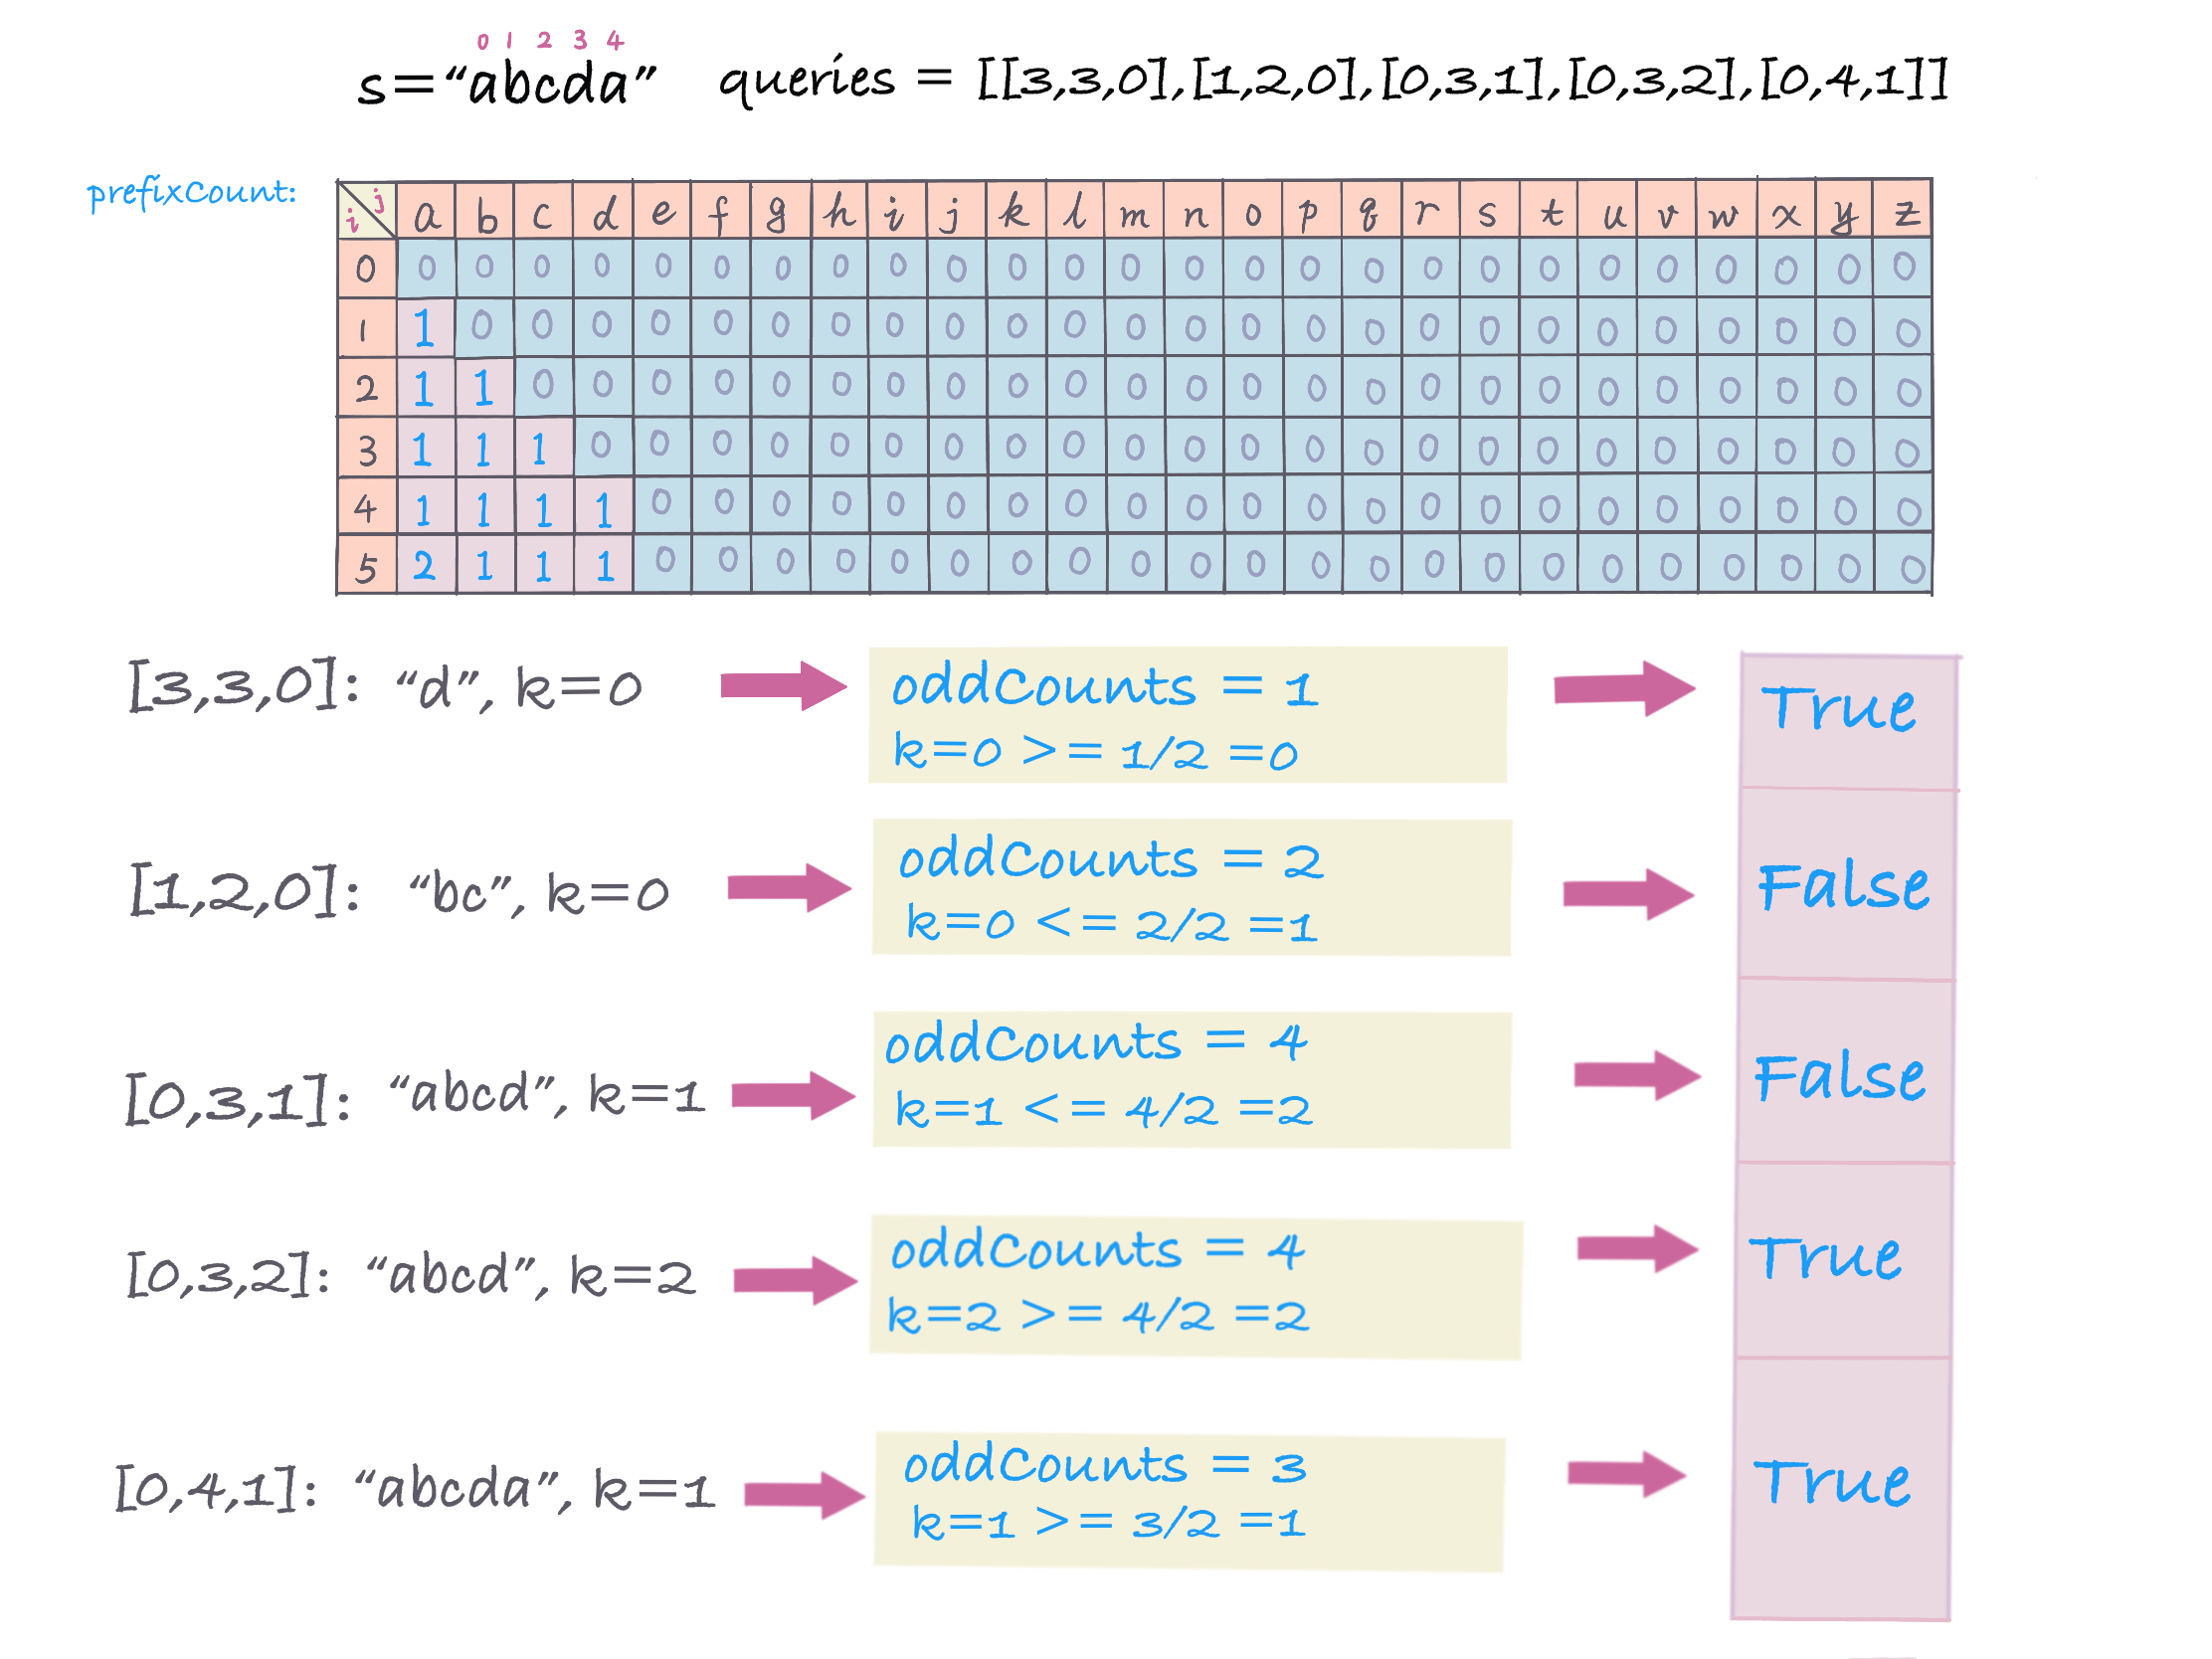 0 1 2 3 4
s=“abcda” queries = [[3,3,0],[1,2,0],[0,3,1],[0,3,2],[0,4,1]]
prefixCount:
i j a b c d e f g h i j k l m n o p q r s t u v w x y z
0 0 0 0 0 0 0 0 0 0 0 0 0 0 0 0 0 0 0 0 0 0 0 0 0 0 0
1 1 0 0 0 0 0 0 0 0 0 0 0 0 0 0 0 0 0 0 0 0 0 0 0 0 0
2 1 1 0 0 0 0 0 0 0 0 0 0 0 0 0 0 0 0 0 0 0 0 0 0 0 0
3 1 1 1 0 0 0 0 0 0 0 0 0 0 0 0 0 0 0 0 0 0 0 0 0 0 0
4 1 1 1 1 0 0 0 0 0 0 0 0 0 0 0 0 0 0 0 0 0 0 0 0 0 0
5 2 1 1 1 0 0 0 0 0 0 0 0 0 0 0 0 0 0 0 0 0 0 0 0 0 0
[3,3,0]: “d”, k=0
oddCounts = 1
k=0 >= 1/2 =0
True
[1,2,0]: “bc”, k=0
oddCounts = 2
k=0 <= 2/2 =1
False
[0,3,1]: “abcd”, k=1
oddCounts = 4
k=1 <= 4/2 =2
False
[0,3,2]: “abcd”, k=2
oddCounts = 4
k=2 >= 4/2 =2
True
[0,4,1]: “abcda”, k=1
oddCounts = 3
k=1 >= 3/2 =1
True